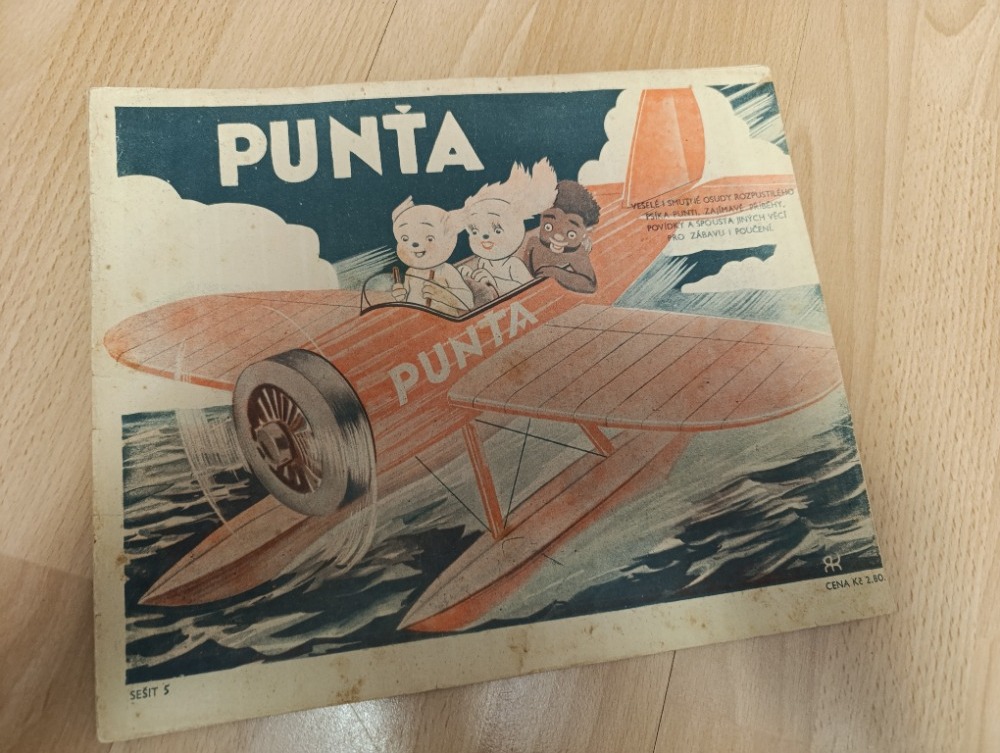 PUNŤA
VESELÉ I SMUTNÉ OSUDY ROZPUSTILÉHO
PSÍKA PUNTI, ZAJÍMAVÉ PŘÍBĚHY,
POVÍDKY A SPOUSTA JINÝCH VĚCÍ
PRO ZÁBAVU I POUČENÍ.
PUNŤA
CENA Kč 2.80.
SEŠIT 5